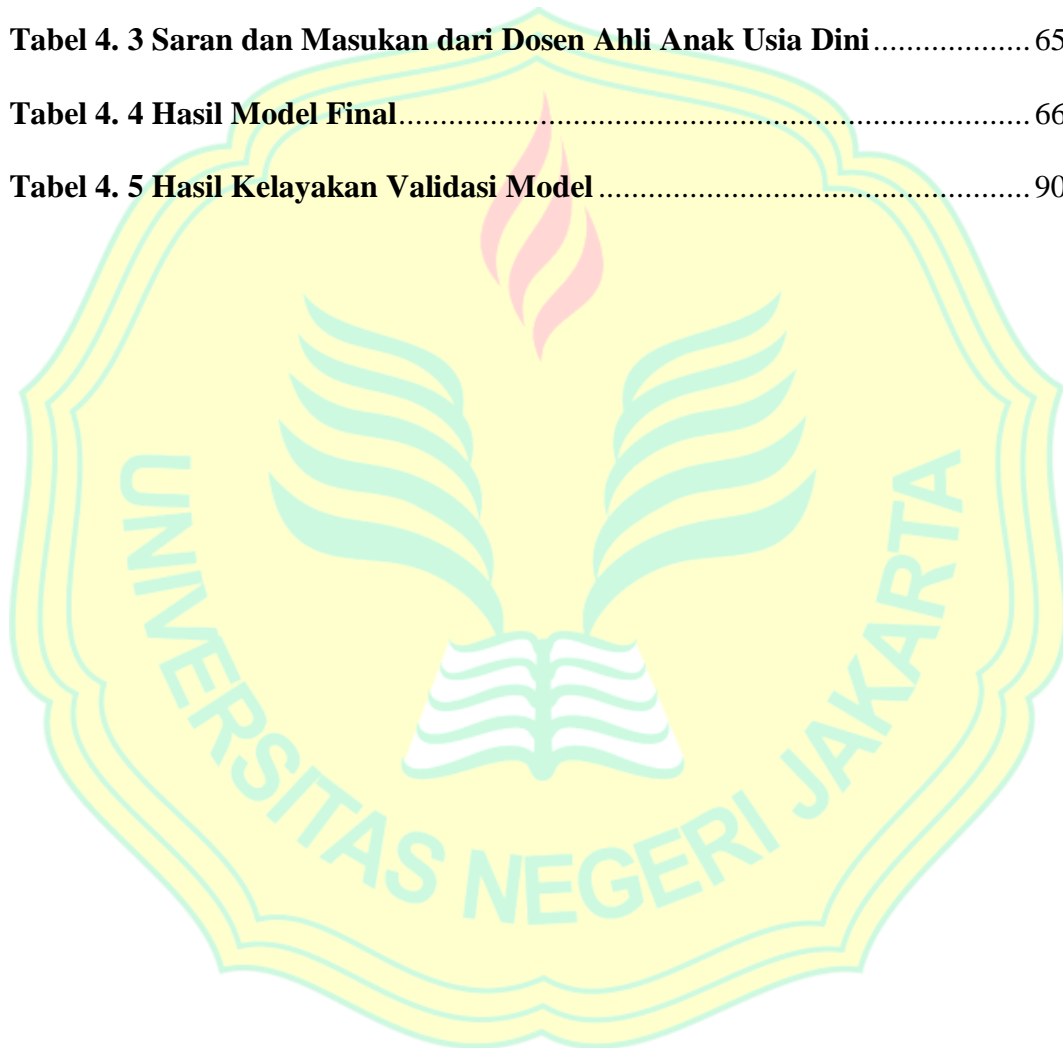 Tabel 4. 3 Saran dan Masukan dari Dosen Ahli Anak Usia Dini................... 65
Tabel 4. 4 Hasil Model Final............................................................................ 66
Tabel 4. 5 Hasil Kelayakan Validasi Model.................................................... 90
UNIVERSITAS NEGERI JAKARTA